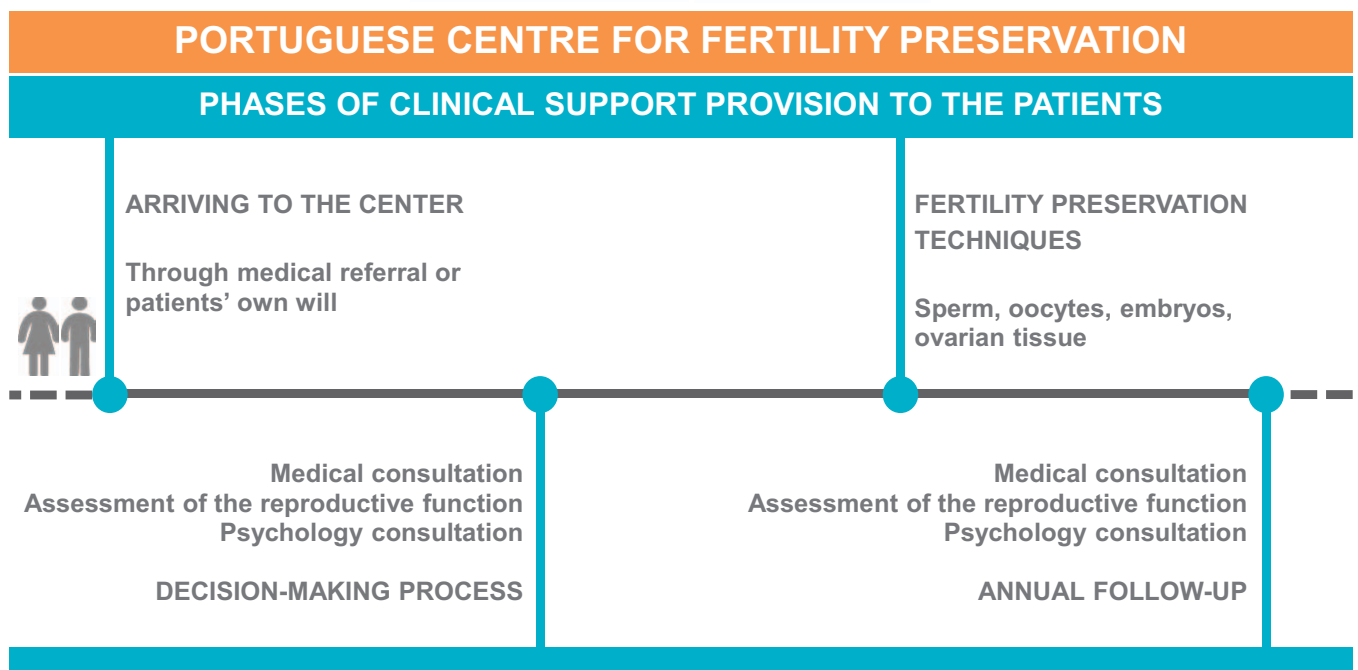 PORTUGUESE CENTRE FOR FERTILITY PRESERVATION
PHASES OF CLINICAL SUPPORT PROVISION TO THE PATIENTS
ARRIVING TO THE CENTER
Through medical referral or
patients’ own will
FERTILITY PRESERVATION
TECHNIQUES
Sperm, oocytes, embryos,
ovarian tissue
Medical consultation
Assessment of the reproductive function
Psychology consultation
DECISION-MAKING PROCESS
Medical consultation
Assessment of the reproductive function
Psychology consultation
ANNUAL FOLLOW-UP